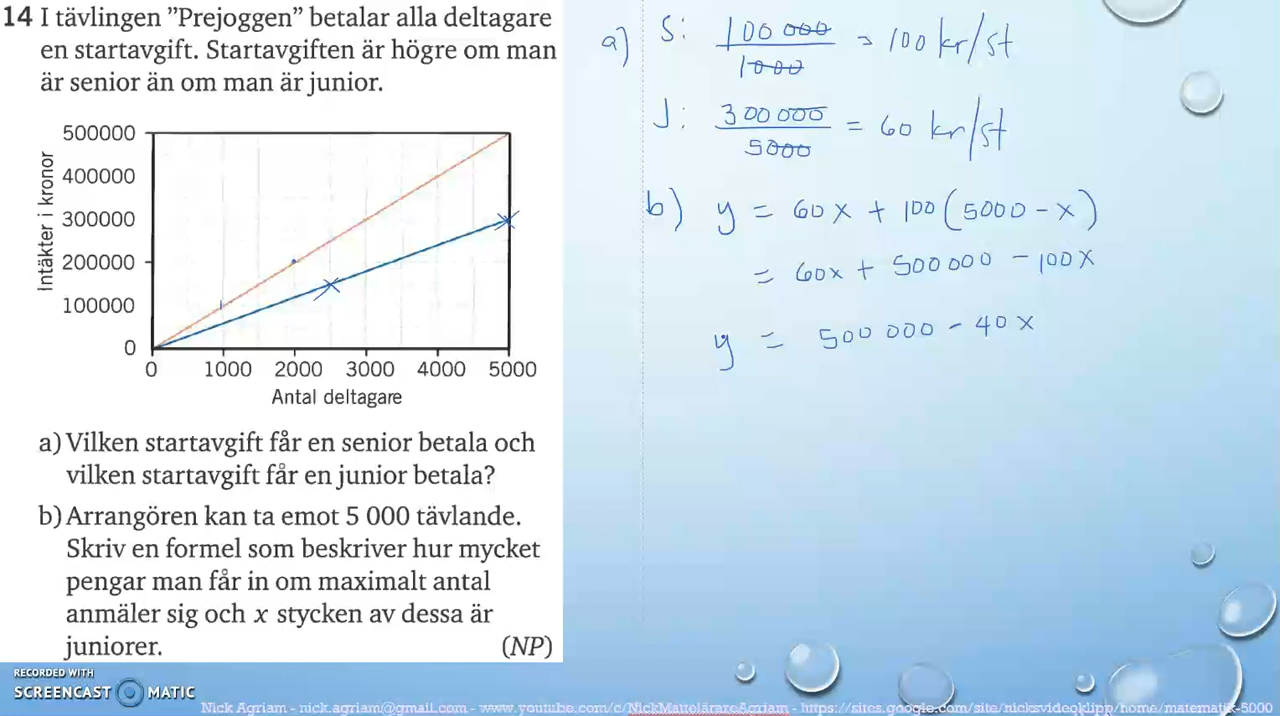 14 I tävlingen ”Prejoggen” betalar alla deltagare
en startavgift. Startavgiften är högre om man
är senior än om man är junior.
500000
400000
300000
200000
100000
0
Intäkter i kronor
0 1000 2000 3000 4000 5000
Antal deltagare
a) Vilken startavgift får en senior betala och
vilken startavgift får en junior betala?
b) Arrangören kan ta emot 5 000 tävlande.
Skriv en formel som beskriver hur mycket
pengar man får in om maximalt antal
anmäler sig och x stycken av dessa är
juniorer. (NP)
a) S: 100 000 / 1000 = 100 kr/st
J: 300 000 / 5000 = 60 kr/st
b) y = 60x + 100(5000 - x)
= 60x + 500 000 - 100x
y = 500 000 - 40x
RECORDED WITH
SCREENCAST MATIC
Nick Agriam - nick.agriam@gmail.com - www.youtube.com/c/NickMattelärareAgriam - https://sites.google.com/site/nicksvideoklipp/home/matematik-5000